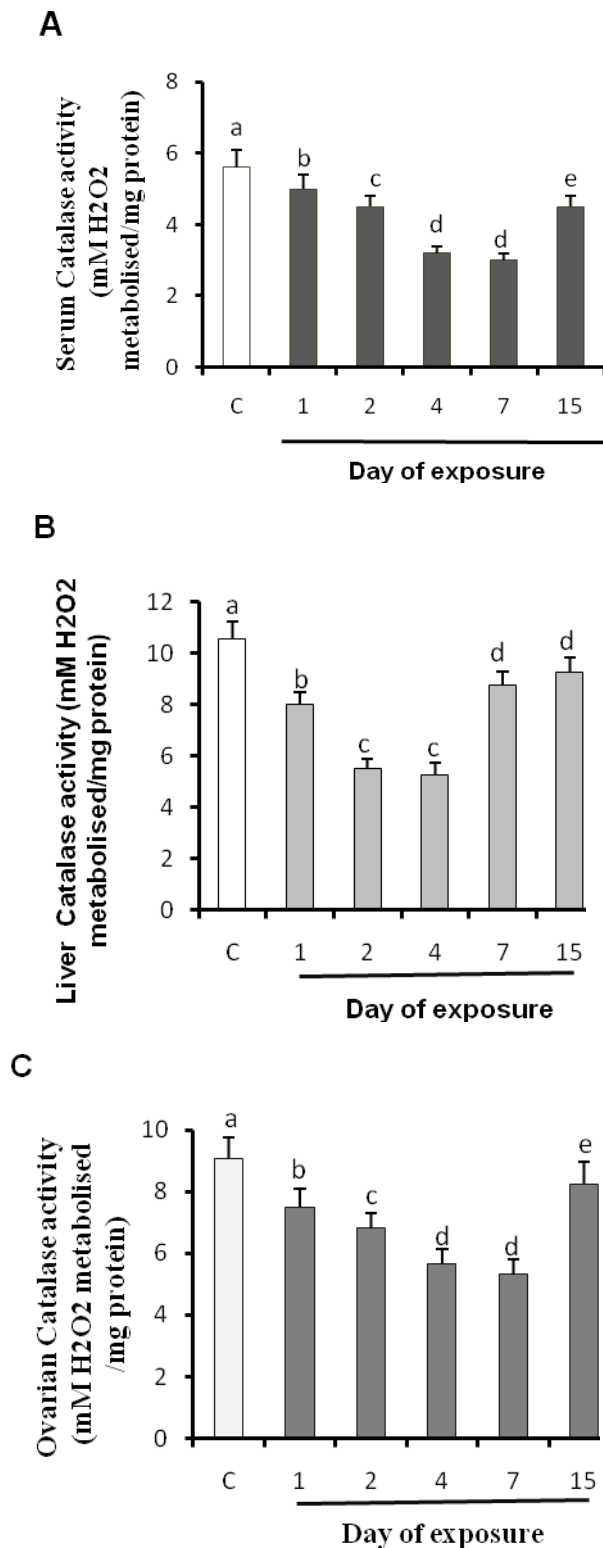 A
Serum Catalase activity
(mM H2O2
metabolised/mg protein)
8
6
4
2
0
a
b
c
d
d
e
C 1 2 4 7 15
Day of exposure
B
Liver Catalase activity (mM H2O2
metabolised/mg protein)
12
10
8
6
4
2
0
a
b
c
c
d
d
C 1 2 4 7 15
Day of exposure
C
Ovarian Catalase activity
(mM H2O2 metabolised
/mg protein)
10
8
6
4
2
0
a
b
c
d
d
e
C 1 2 4 7 15
Day of exposure